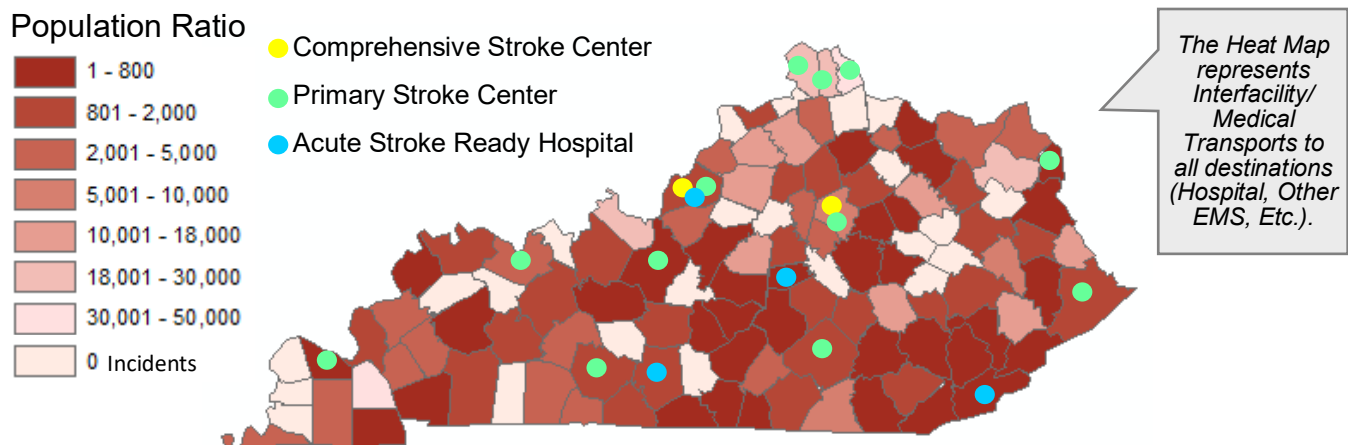 Population Ratio
1 - 800
801 - 2,000
2,001 - 5,000
5,001 - 10,000
10,001 - 18,000
18,001 - 30,000
30,001 - 50,000
0 Incidents
Comprehensive Stroke Center
Primary Stroke Center
Acute Stroke Ready Hospital
The Heat Map
represents
Interfacility/
Medical
Transports to
all destinations
(Hospital, Other
EMS, Etc.).